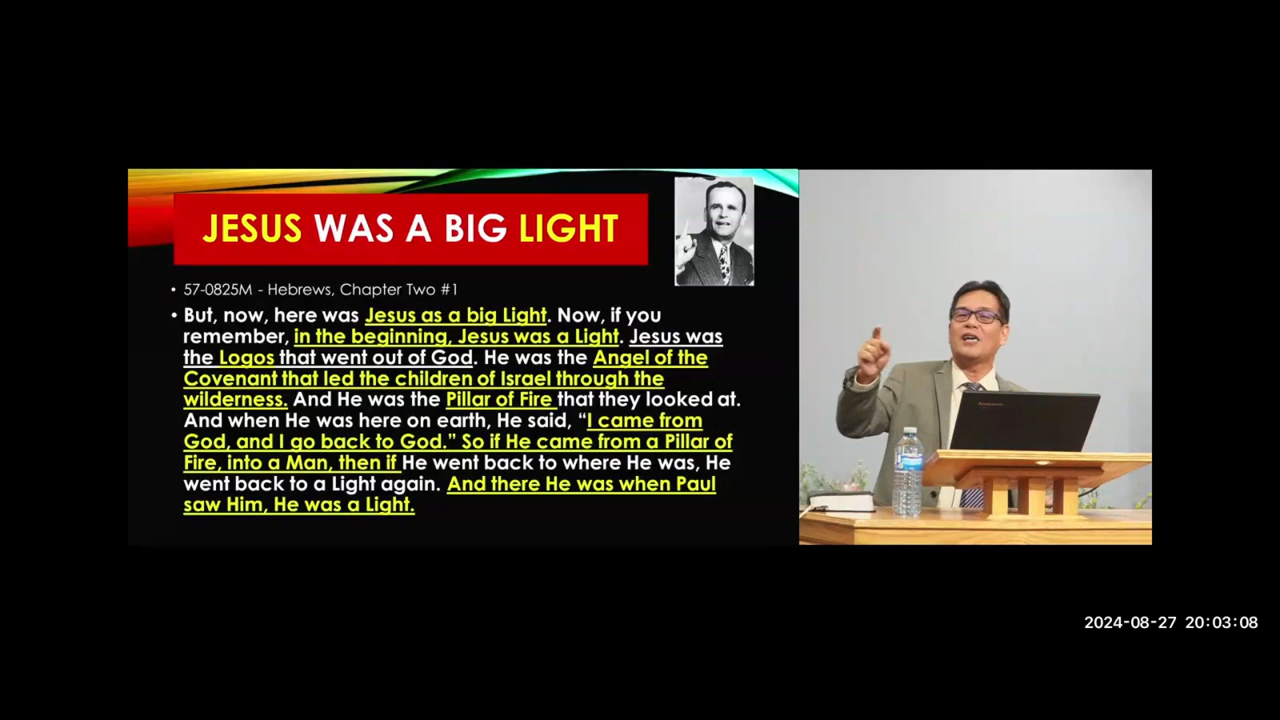 JESUS WAS A BIG LIGHT
• 57-0825M - Hebrews, Chapter Two #1
• But, now, here was Jesus as a big Light. Now, if you
remember, in the beginning, Jesus was a Light. Jesus was
the Logos that went out of God. He was the Angel of the
Covenant that led the children of Israel through the
wilderness. And He was the Pillar of Fire that they looked at.
And when He was here on earth, He said, “I came from
God, and I go back to God.” So if He came from a Pillar of
Fire, into a Man, then if He went back to where He was, He
went back to a Light again. And there He was when Paul
saw Him, He was a Light.
2024-08-27 20:03:08